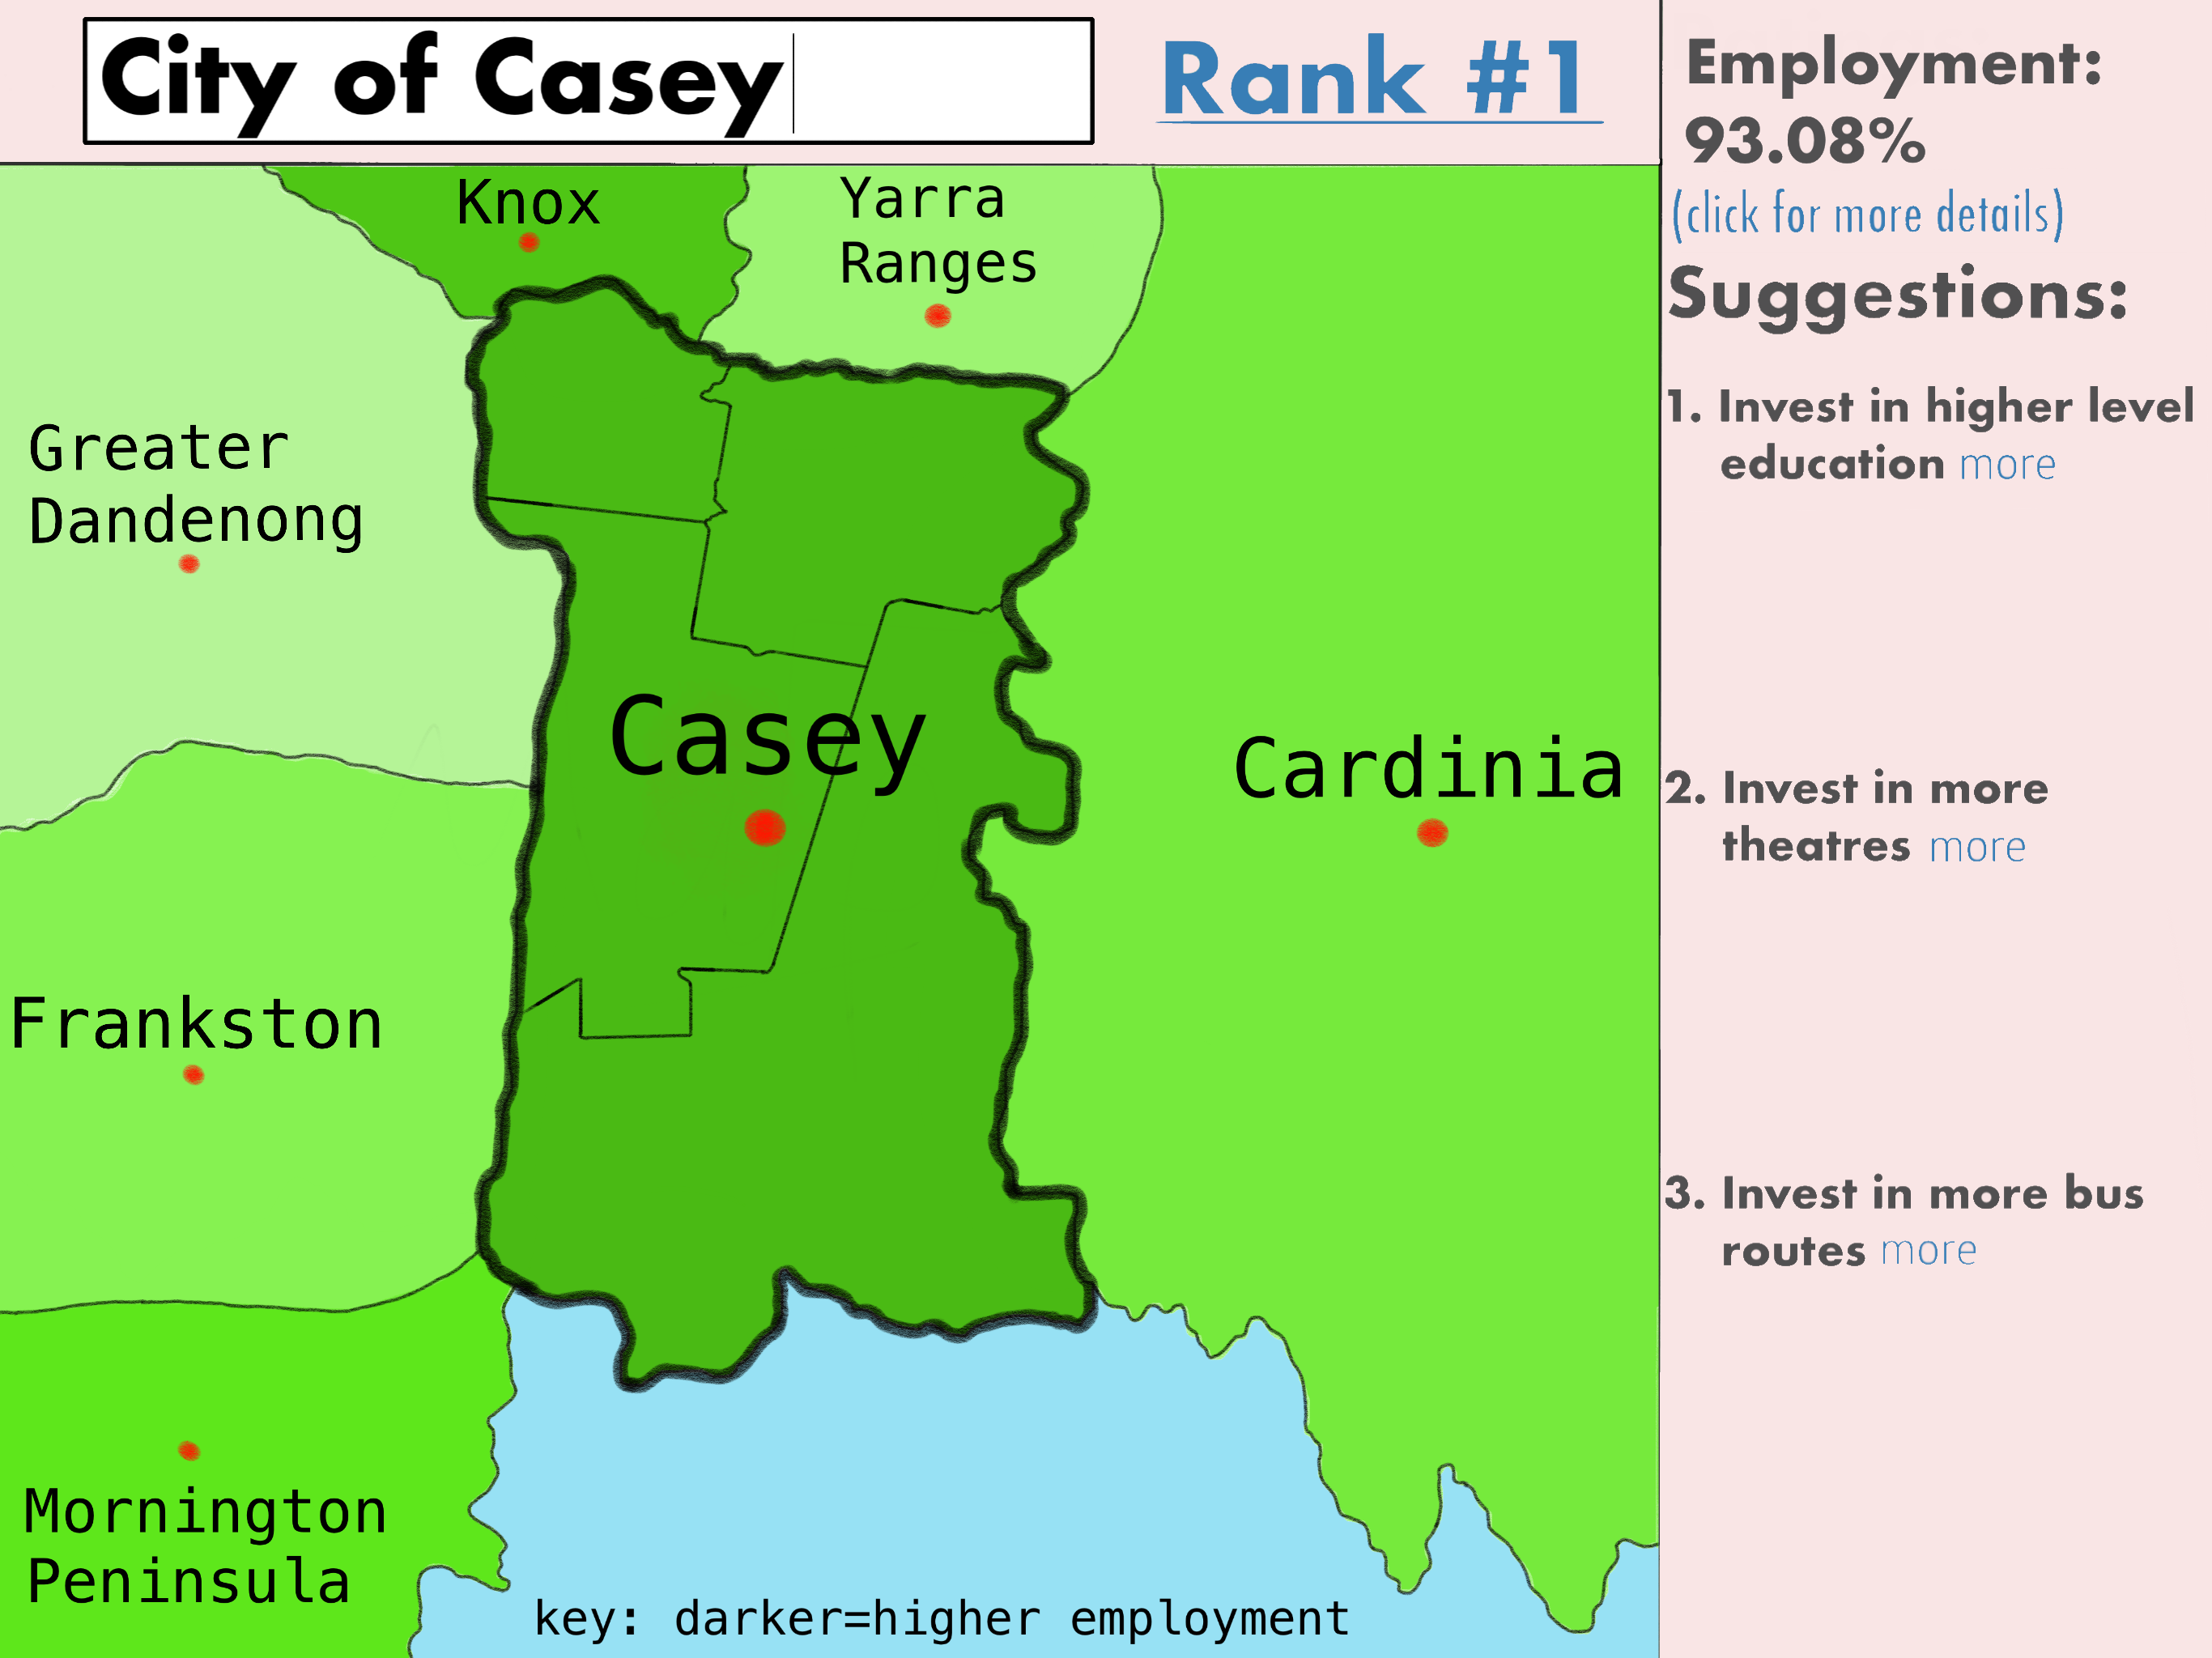 City of Casey
Rank #1
Employment:
93.08%
(click for more details)
Suggestions:
1. Invest in higher level
education more
2. Invest in more
theatres more
3. Invest in more bus
routes more
Knox
Yarra
Ranges
Greater
Dandenong
Casey
Cardinia
Frankston
Mornington
Peninsula
key: darker=higher employment